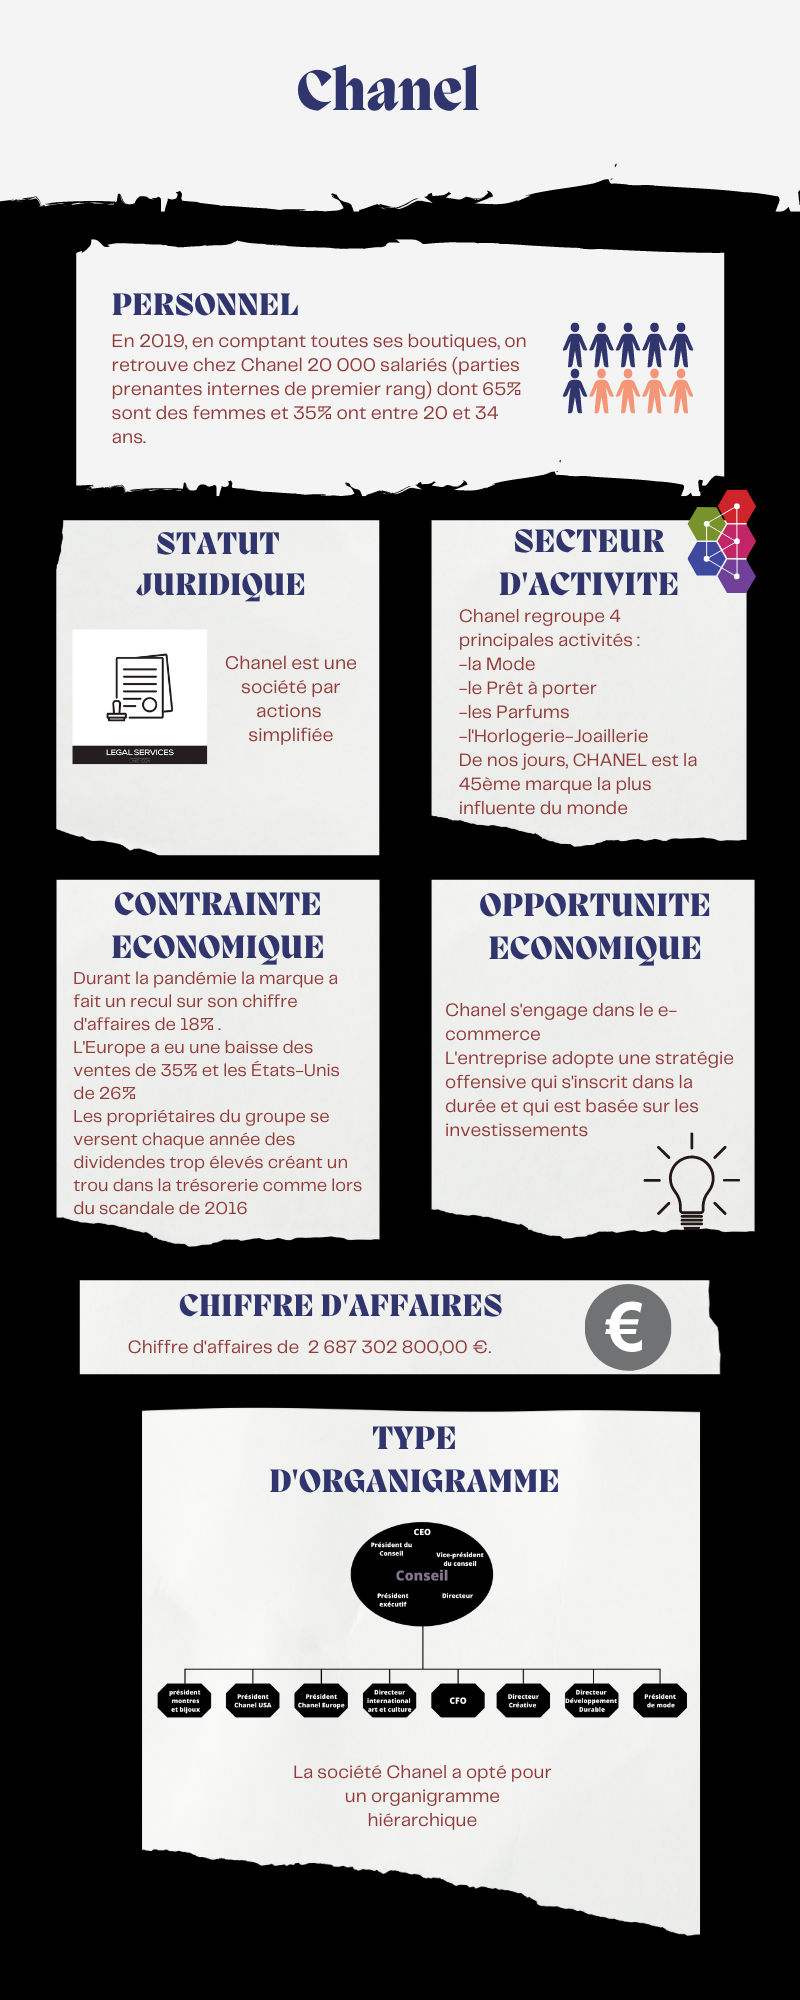 Chanel
PERSONNEL
En 2019, en comptant toutes ses boutiques, on
retrouve chez Chanel 20 000 salariés (parties
prenantes internes de premier rang) dont 65%
sont des femmes et 35% ont entre 20 et 34
ans.
STATUT
JURIDIQUE
LEGAL SERVICES
Chanel est une
société par
actions
simplifiée
SECTEUR
D'ACTIVITE
Chanel regroupe 4
principales activités :
-la Mode
-le Prêt à porter
-les Parfums
-l'Horlogerie-Joaillerie
De nos jours, CHANEL est la
45ème marque la plus
influente du monde
CONTRAINTE
ECONOMIQUE
Durant la pandémie la marque a
fait un recul sur son chiffre
d'affaires de 18% .
L'Europe a eu une baisse des
ventes de 35% et les États-Unis
de 26%
Les propriétaires du groupe se
versent chaque année des
dividendes trop élevés créant un
trou dans la trésorerie comme lors
du scandale de 2016
OPPORTUNITE
ECONOMIQUE
Chanel s'engage dans le e-
commerce
L'entreprise adopte une stratégie
offensive qui s'inscrit dans la
durée et qui est basée sur les
investissements
CHIFFRE D'AFFAIRES
Chiffre d'affaires de 2 687 302 800,00 €.
€
TYPE
D'ORGANIGRAMME
CEO
Président du
Conseil
Vice-président
du conseil
Conseil
Président
exécutif
Directeur
président
montres
et bijoux
Président
Chanel USA
Président
Chanel Europe
Directeur
international
art et culture
CFO
Directeur
Créative
Directeur
Développement
Durable
Président
de mode
La société Chanel a opté pour
un organigramme
hiérarchique